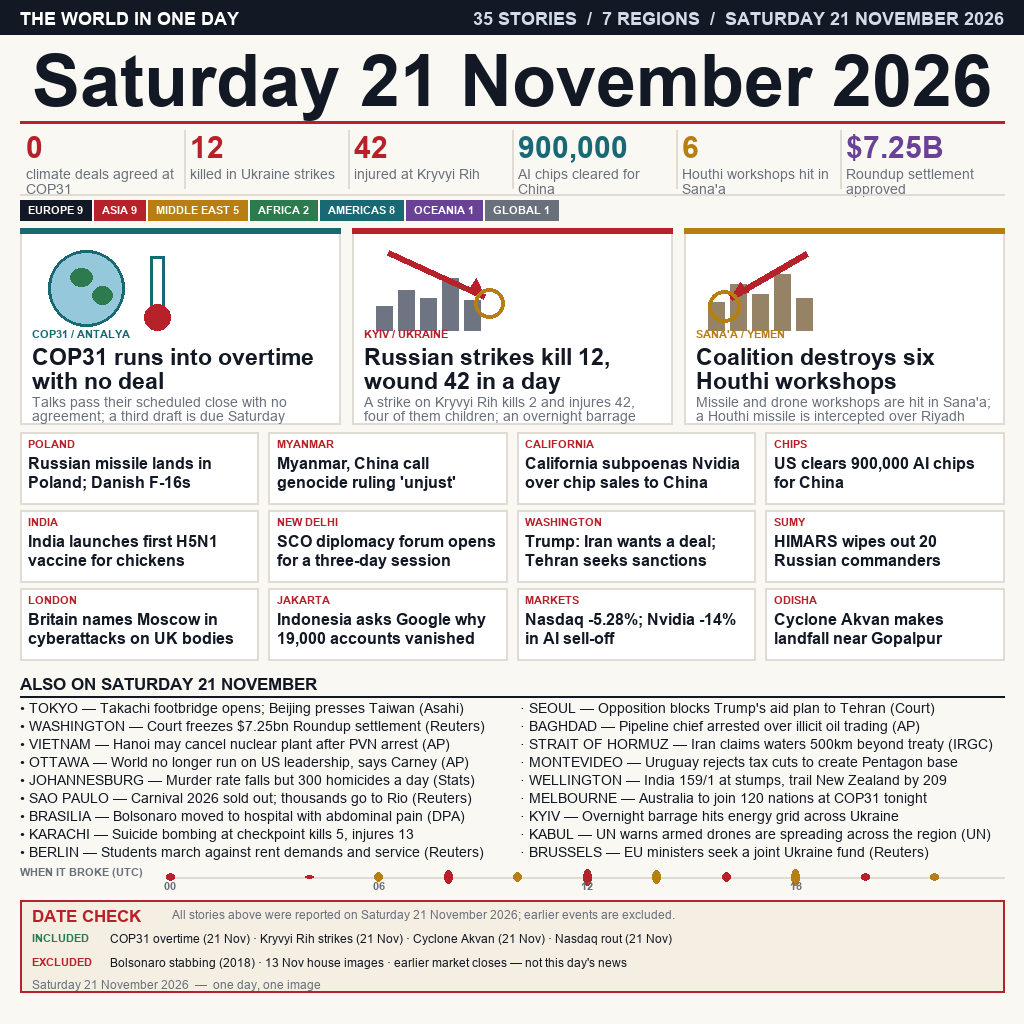 THE WORLD IN ONE DAY
35 STORIES / 7 REGIONS / SATURDAY 21 NOVEMBER 2026
Saturday 21 November 2026
0
climate deals agreed at
COP31
12
killed in Ukraine strikes
42
injured at Kryvyi Rih
900,000
AI chips cleared for
China
6
Houthi workshops hit in
Sana'a
$7.25B
Roundup settlement
approved
EUROPE 9
ASIA 9
MIDDLE EAST 5
AFRICA 2
AMERICAS 8
OCEANIA 1
GLOBAL 1
COP31 / ANTALYA
COP31 runs into overtime
with no deal
Talks pass their scheduled close with no
agreement; a third draft is due Saturday
KYIV / UKRAINE
Russian strikes kill 12,
wound 42 in a day
A strike on Kryvyi Rih kills 2 and injures 42,
four of them children; an overnight barrage
SANA'A / YEMEN
Coalition destroys six
Houthi workshops
Missile and drone workshops are hit in Sana'a;
a Houthi missile is intercepted over Riyadh
POLAND
Russian missile lands in
Poland; Danish F-16s
MYANMAR
Myanmar, China call
genocide ruling 'unjust'
CALIFORNIA
California subpoenas Nvidia
over chip sales to China
CHIPS
US clears 900,000 AI chips
for China
INDIA
India launches first H5N1
vaccine for chickens
NEW DELHI
SCO diplomacy forum opens
for a three-day session
WASHINGTON
Trump: Iran wants a deal;
Tehran seeks sanctions
SUMY
HIMARS wipes out 20
Russian commanders
LONDON
Britain names Moscow in
cyberattacks on UK bodies
JAKARTA
Indonesia asks Google why
19,000 accounts vanished
MARKETS
Nasdaq -5.28%; Nvidia -14%
in AI sell-off
ODISHA
Cyclone Akvan makes
landfall near Gopalpur
ALSO ON SATURDAY 21 NOVEMBER
• TOKYO — Takachi footbridge opens; Beijing presses Taiwan (Asahi)
• WASHINGTON — Court freezes $7.25bn Roundup settlement (Reuters)
• VIETNAM — Hanoi may cancel nuclear plant after PVN arrest (AP)
• OTTAWA — World no longer run on US leadership, says Carney (AP)
• JOHANNESBURG — Murder rate falls but 300 homicides a day (Stats)
• SAO PAULO — Carnival 2026 sold out; thousands go to Rio (Reuters)
• BRASILIA — Bolsonaro moved to hospital with abdominal pain (DPA)
• KARACHI — Suicide bombing at checkpoint kills 5, injures 13
• BERLIN — Students march against rent demands and service (Reuters)
· SEOUL — Opposition blocks Trump's aid plan to Tehran (Court)
· BAGHDAD — Pipeline chief arrested over illicit oil trading (AP)
· STRAIT OF HORMUZ — Iran claims waters 500km beyond treaty (IRGC)
· MONTEVIDEO — Uruguay rejects tax cuts to create Pentagon base
· WELLINGTON — India 159/1 at stumps, trail New Zealand by 209
· MELBOURNE — Australia to join 120 nations at COP31 tonight
· KYIV — Overnight barrage hits energy grid across Ukraine
· KABUL — UN warns armed drones are spreading across the region (UN)
· BRUSSELS — EU ministers seek a joint Ukraine fund (Reuters)
WHEN IT BROKE (UTC)
00
06
12
18
DATE CHECK
All stories above were reported on Saturday 21 November 2026; earlier events are excluded.
INCLUDED
COP31 overtime (21 Nov) · Kryvyi Rih strikes (21 Nov) · Cyclone Akvan (21 Nov) · Nasdaq rout (21 Nov)
EXCLUDED
Bolsonaro stabbing (2018) · 13 Nov house images · earlier market closes — not this day's news
Saturday 21 November 2026 — one day, one image